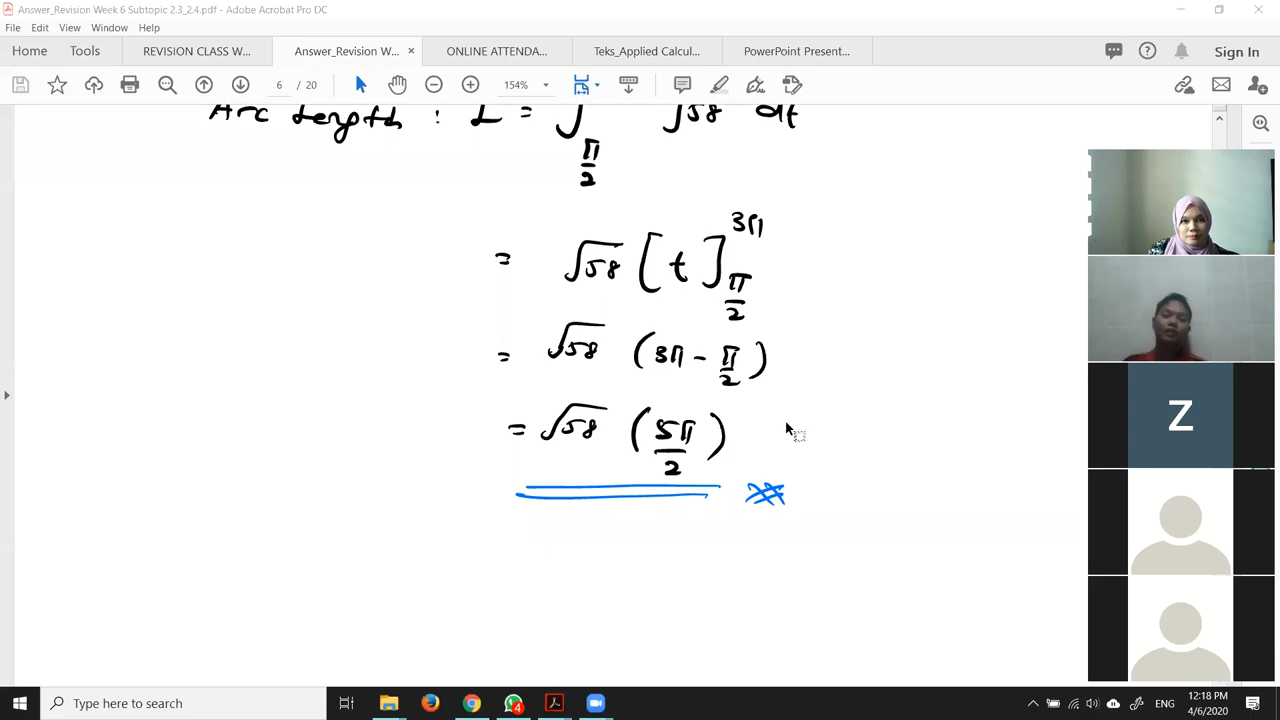 Answer_Revision Week 6 Subtopic 2.3_2.4.pdf - Adobe Acrobat Pro DC
File Edit View Window Help
Home Tools REVISION CLASS W... Answer_Revision W... × ONLINE ATTENDA... Teks_Applied Calcul... PowerPoint Present... Sign In
6 / 20 154%
Arc Length : L = ∫ √58 dt
π/2
= √58 [t] 3π π/2
= √58 (3π - π/2)
= √58 (5π/2)
Z
Type here to search
4
ENG
12:18 PM
4/6/2020